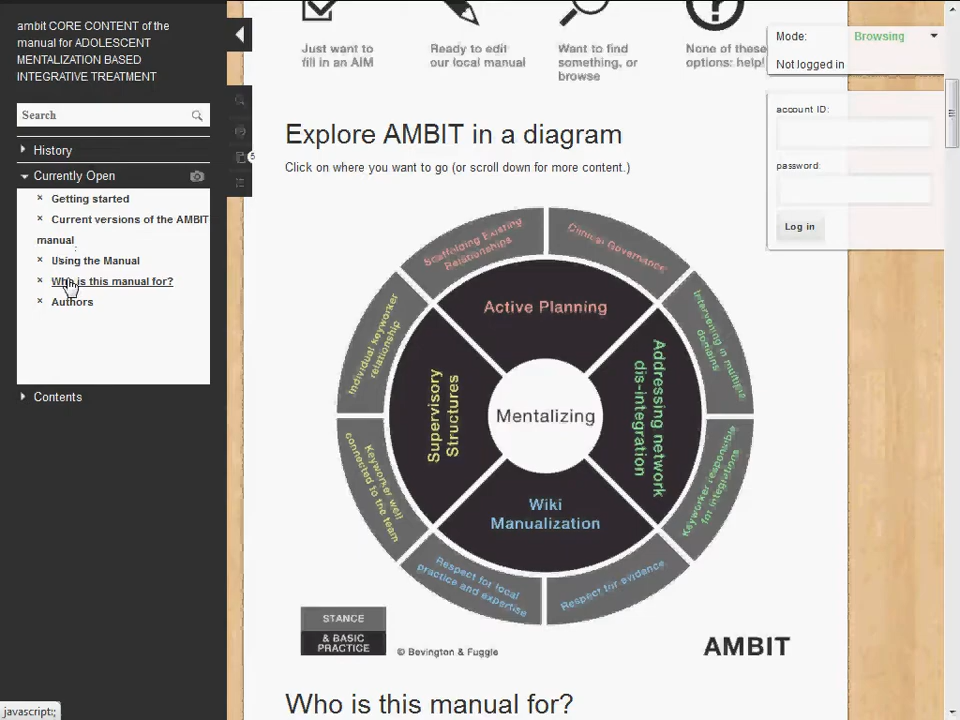 ambit CORE CONTENT of the
manual for ADOLESCENT
MENTALIZATION BASED
INTEGRATIVE TREATMENT
Search
History
Currently Open
Getting started
Current versions of the AMBIT
manual
Using the Manual
Who is this manual for?
Authors
Contents
javascript:;
5
Just want to
fill in an AIM
Ready to edit
our local manual
Want to find
something, or
browse
None of these
options: help!
Mode:
Browsing
Not logged in
account ID:
password:
Log in
Explore AMBIT in a diagram
Click on where you want to go (or scroll down for more content.)
Scaffolding Existing
Relationships
Clinical Governance
Individual Keyworker
relationship
Active Planning
Intervening in multiple
domains
Supervisory
Structures
Mentalizing
Addressing network
dis-integration
Keyworker well
connected to the team
Wiki
Manualization
Keyworker responsible
for integrations
Respect for local
practice and expertise
Respect for evidence
STANCE
& BASIC
PRACTICE
© Bevington & Fuggle
AMBIT
Who is this manual for?